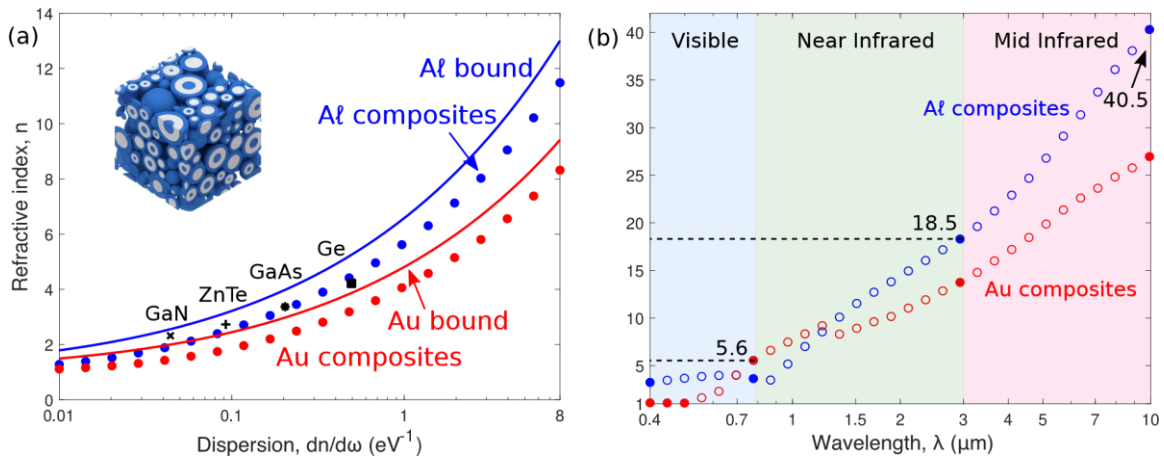 (a)
14
12
10
8
6
4
2
0
Refractive index, n
Aℓ bound
Aℓ composites
Ge
GaAs
ZnTe
GaN
Au bound
Au composites
0.01
0.1
1
8
Dispersion, dn/dω (eV⁻¹)
(b)
40
35
30
25
20
15
10
5
1
Visible
Near Infrared
Mid Infrared
Aℓ composites
40.5
18.5
Au composites
5.6
0.4
0.7
1
1.5
2
3
4
5
7
10
Wavelength, λ (μm)